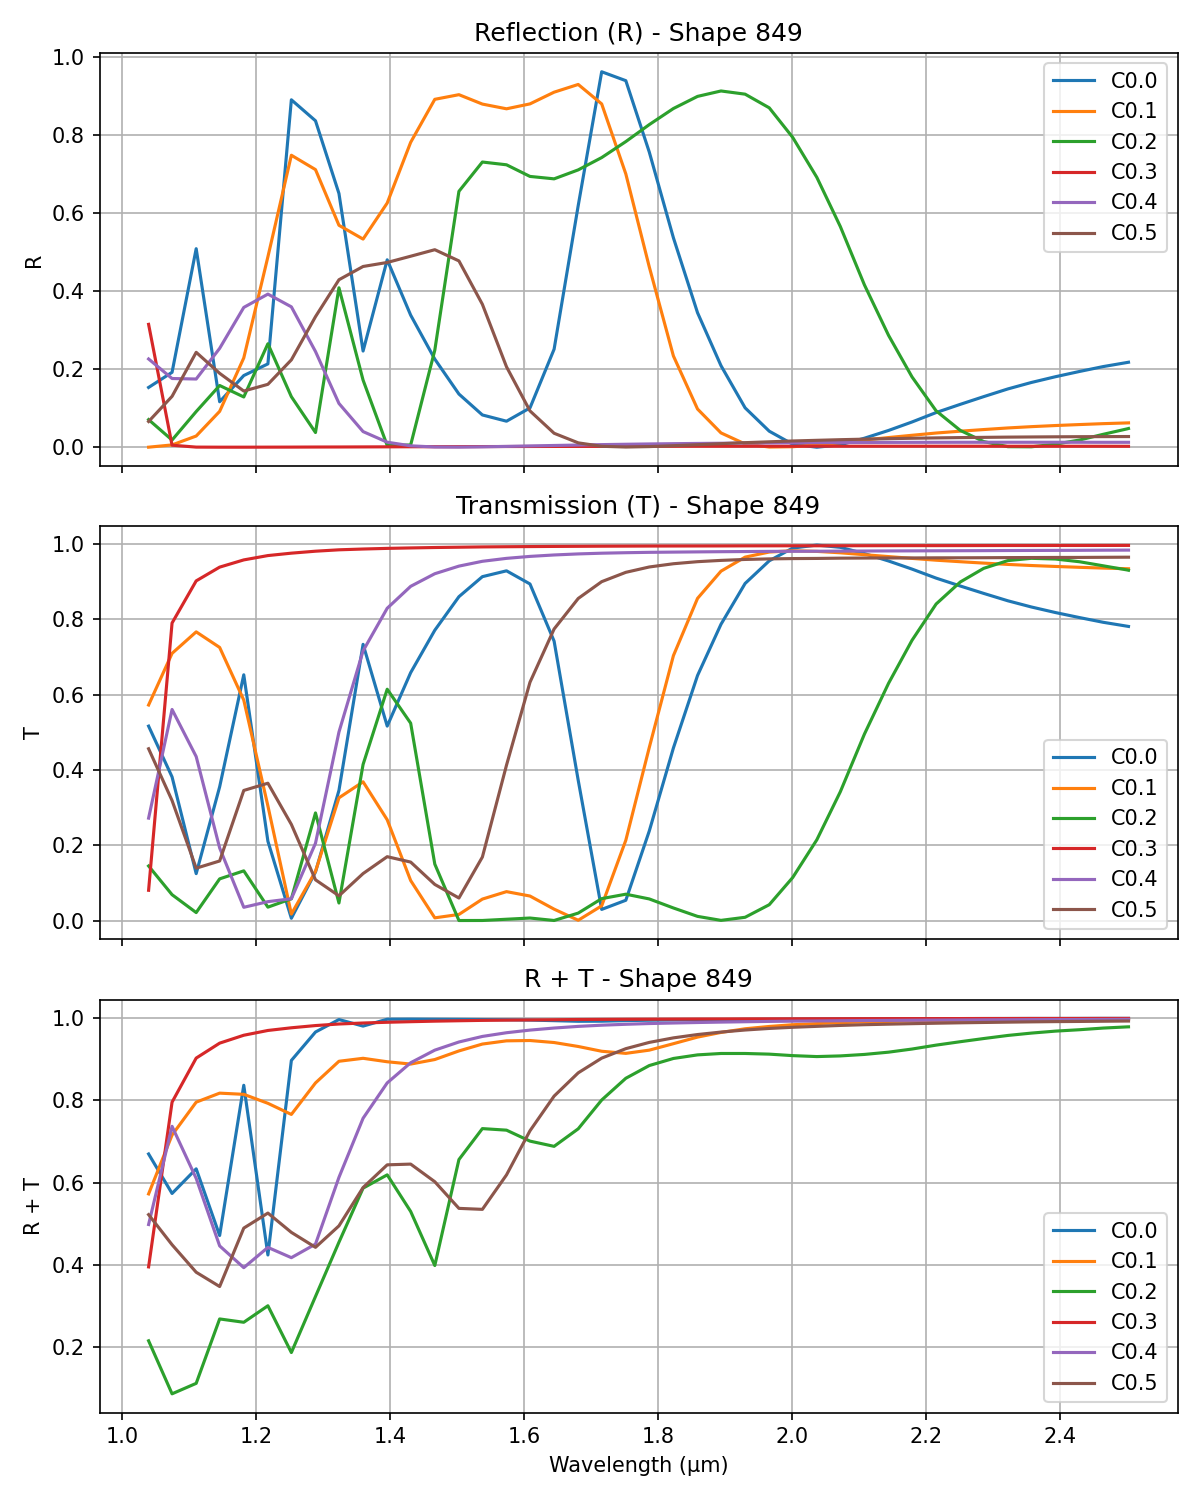 Reflection (R) - Shape 849
1.0
0.8
0.6
0.4
0.2
0.0
R
C0.0
C0.1
C0.2
C0.3
C0.4
C0.5
Transmission (T) - Shape 849
1.0
0.8
0.6
0.4
0.2
0.0
T
C0.0
C0.1
C0.2
C0.3
C0.4
C0.5
R + T - Shape 849
1.0
0.8
0.6
0.4
0.2
R + T
C0.0
C0.1
C0.2
C0.3
C0.4
C0.5
1.0 1.2 1.4 1.6 1.8 2.0 2.2 2.4
Wavelength (μm)